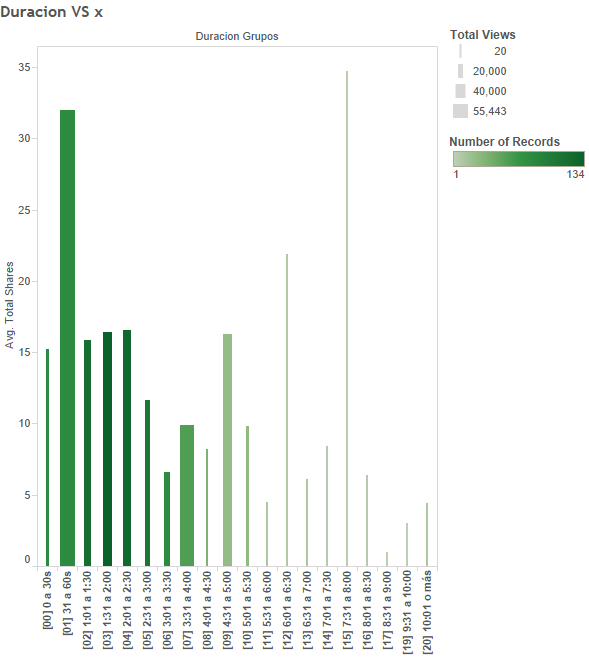 Duracion VS x
Duracion Grupos
Total Views
20
20,000
40,000
55,443
Number of Records
1 134
Avg. Total Shares
35
30
25
20
15
10
5
0
[00] 0 a 30s
[01] 31 a 60s
[02] 1:01 a 1:30
[03] 1:31 a 2:00
[04] 2:01 a 2:30
[05] 2:31 a 3:00
[06] 3:01 a 3:30
[07] 3:31 a 4:00
[08] 4:01 a 4:30
[09] 4:31 a 5:00
[10] 5:01 a 5:30
[11] 5:31 a 6:00
[12] 6:01 a 6:30
[13] 6:31 a 7:00
[14] 7:01 a 7:30
[15] 7:31 a 8:00
[16] 8:01 a 8:30
[17] 8:31 a 9:00
[19] 9:31 a 10:00
[20] 10:01 o más